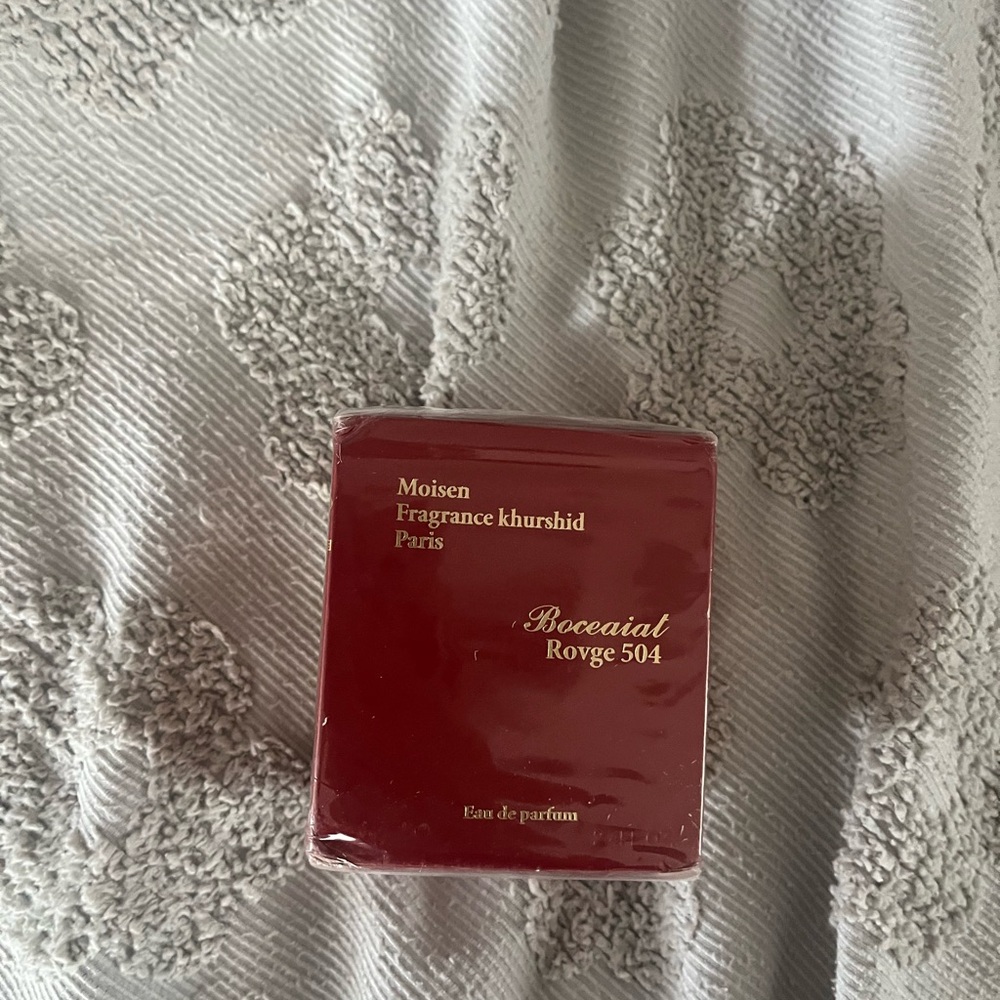 Moisen
Fragrance khurshid
Paris
Boceaiat
Rovge 504
Eau de parfum